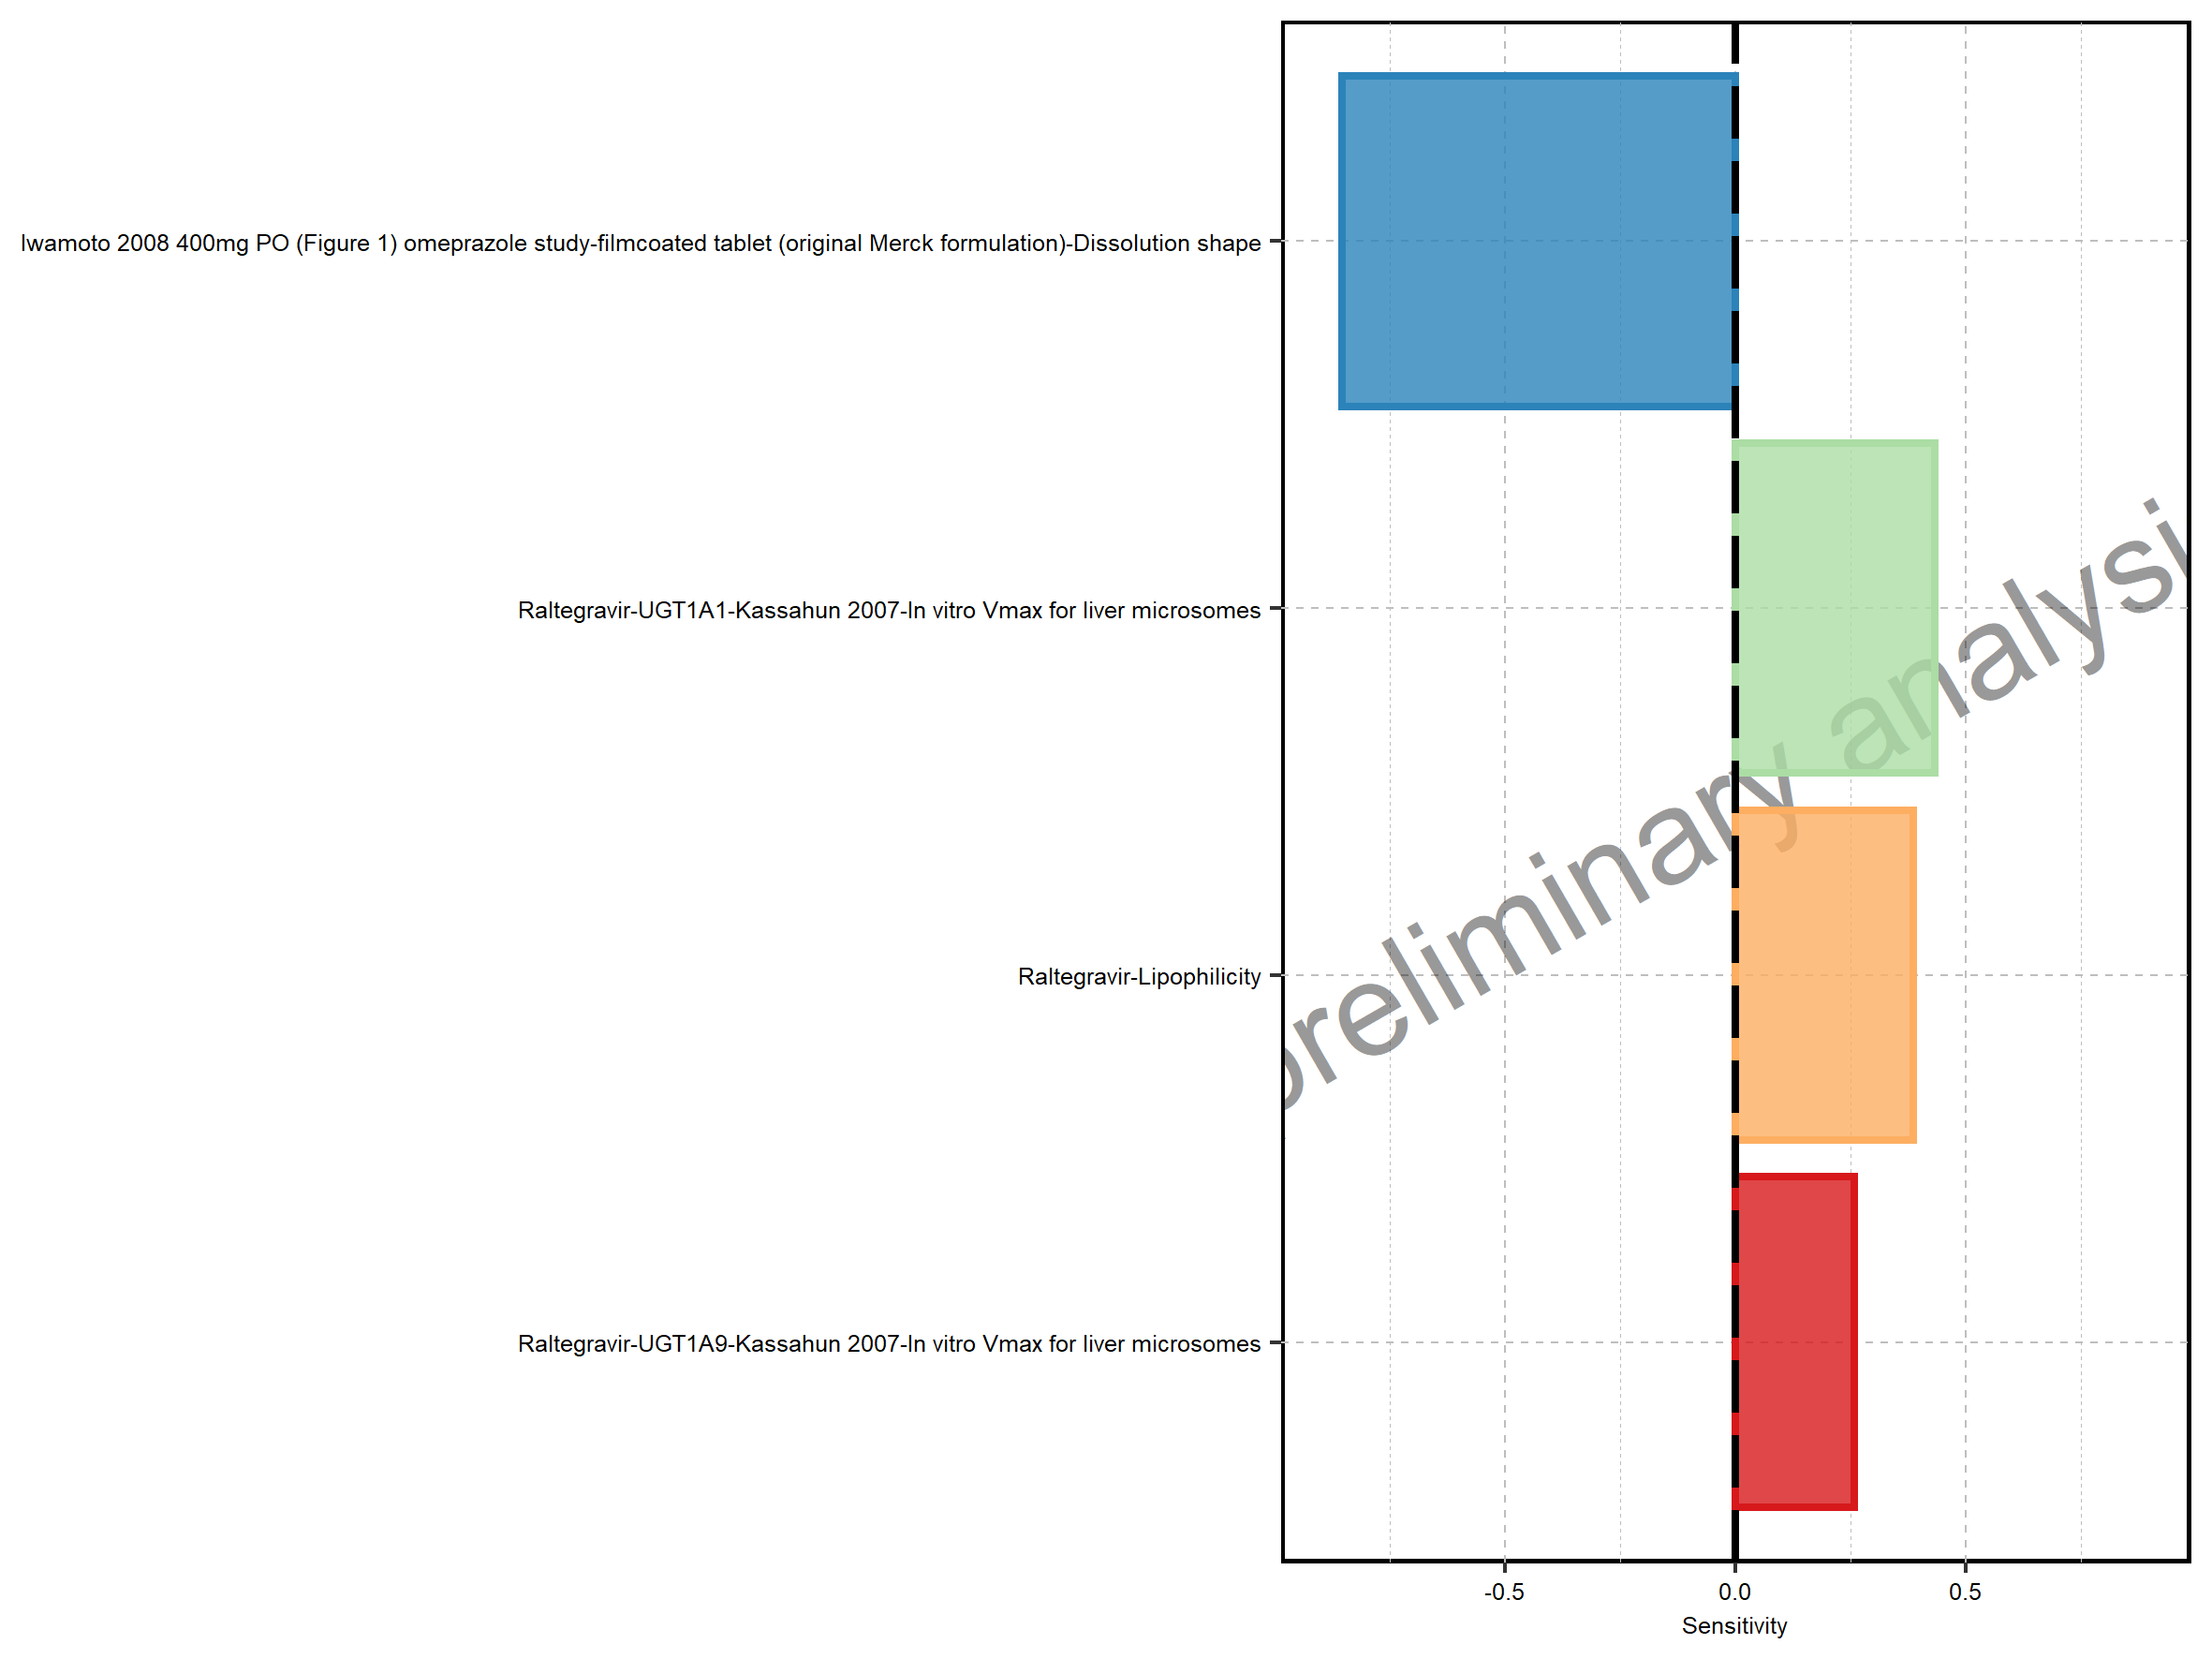 Iwamoto 2008 400mg PO (Figure 1) omeprazole study-filmcoated tablet (original Merck formulation)-Dissolution shape
Raltegravir-UGT1A1-Kassahun 2007-In vitro Vmax for liver microsomes
Raltegravir-Lipophilicity
Raltegravir-UGT1A9-Kassahun 2007-In vitro Vmax for liver microsomes
preliminary analysi
-0.5 0.0 0.5
Sensitivity